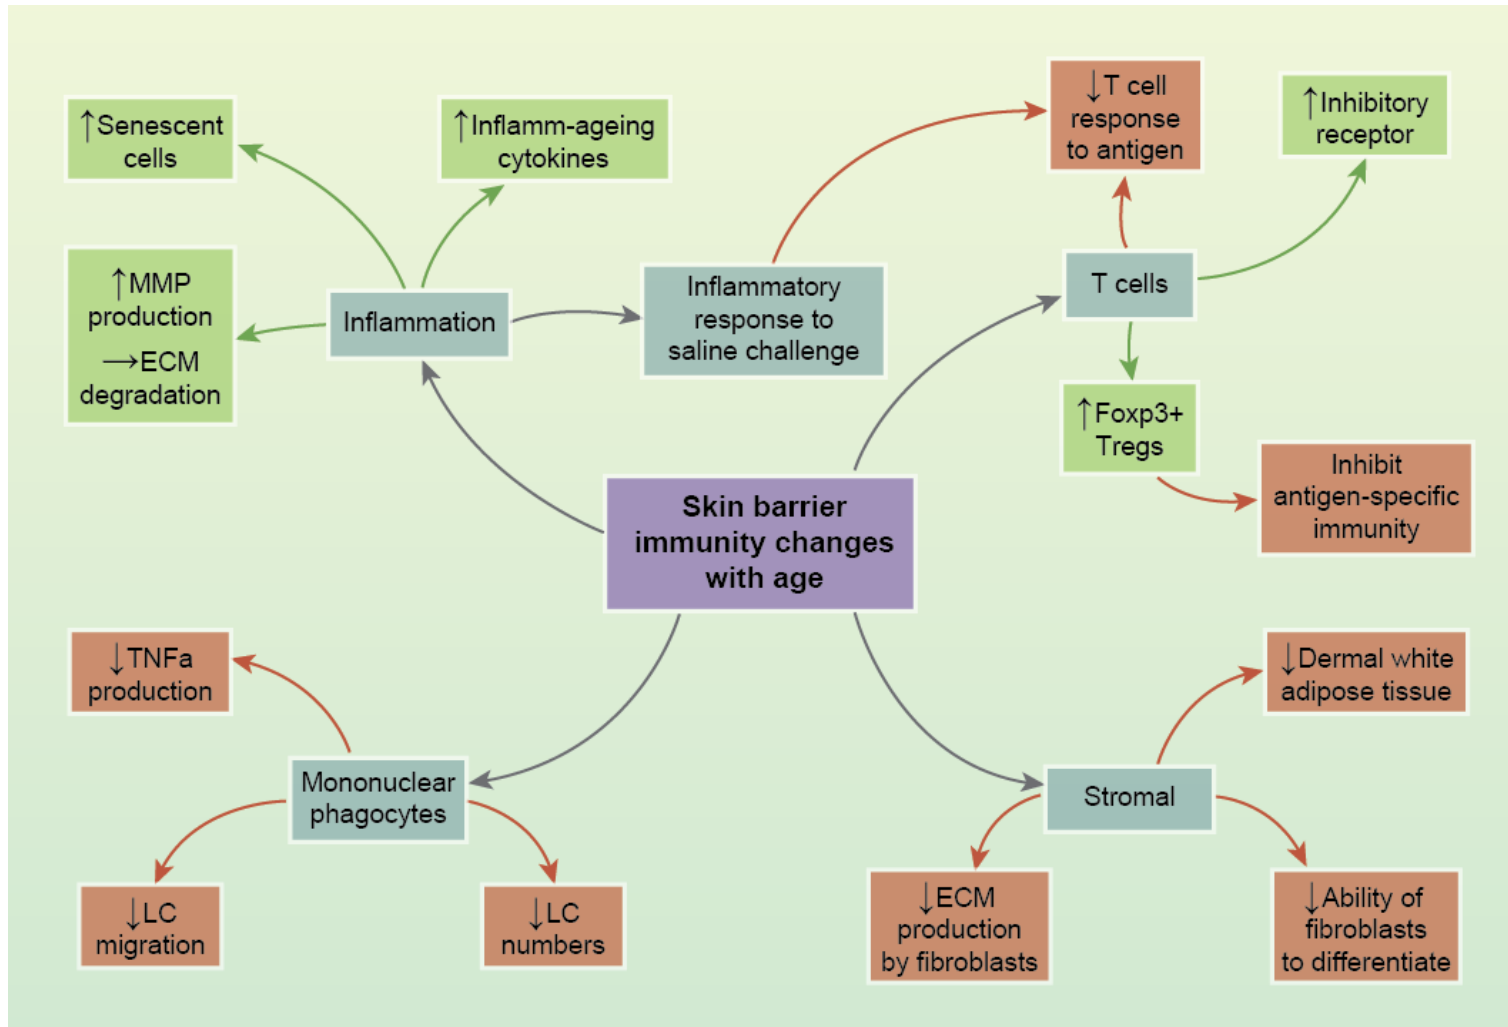 ↑Senescent
cells
↑Inflamm-ageing
cytokines
↓T cell
response
to antigen
↑Inhibitory
receptor
↑MMP
production
→ECM
degradation
Inflammation
Inflammatory
response to
saline challenge
T cells
↑Foxp3+
Tregs
Inhibit
antigen-specific
immunity
Skin barrier
immunity changes
with age
↓TNFa
production
Mononuclear
phagocytes
↓LC
migration
↓LC
numbers
↓Dermal white
adipose tissue
Stromal
↓ECM
production
by fibroblasts
↓Ability of
fibroblasts
to differentiate